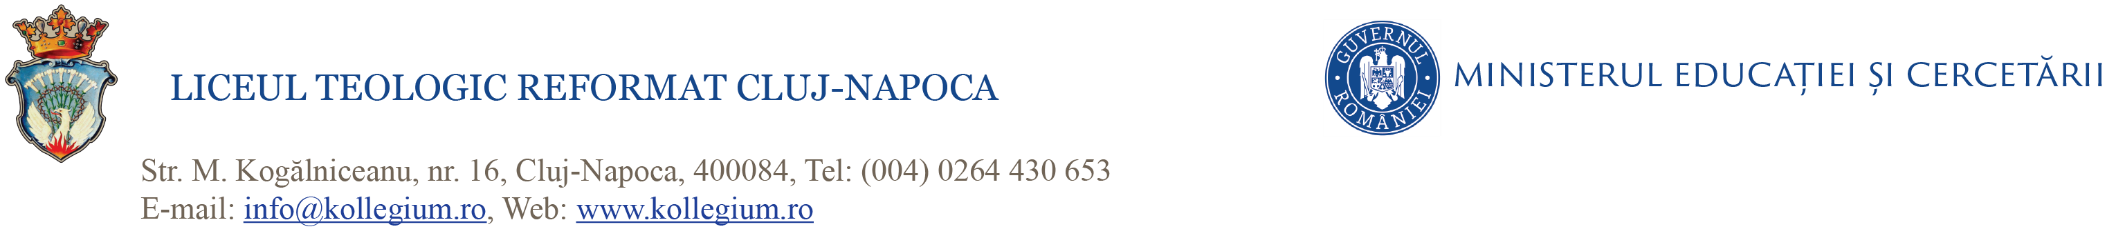 LICEUL TEOLOGIC REFORMAT CLUJ-NAPOCA
GUVERNUL ROMÂNIEI
MINISTERUL EDUCAȚIEI ȘI CERCETĂRII
Str. M. Kogălniceanu, nr. 16, Cluj-Napoca, 400084, Tel: (004) 0264 430 653
E-mail: info@kollegium.ro, Web: www.kollegium.ro